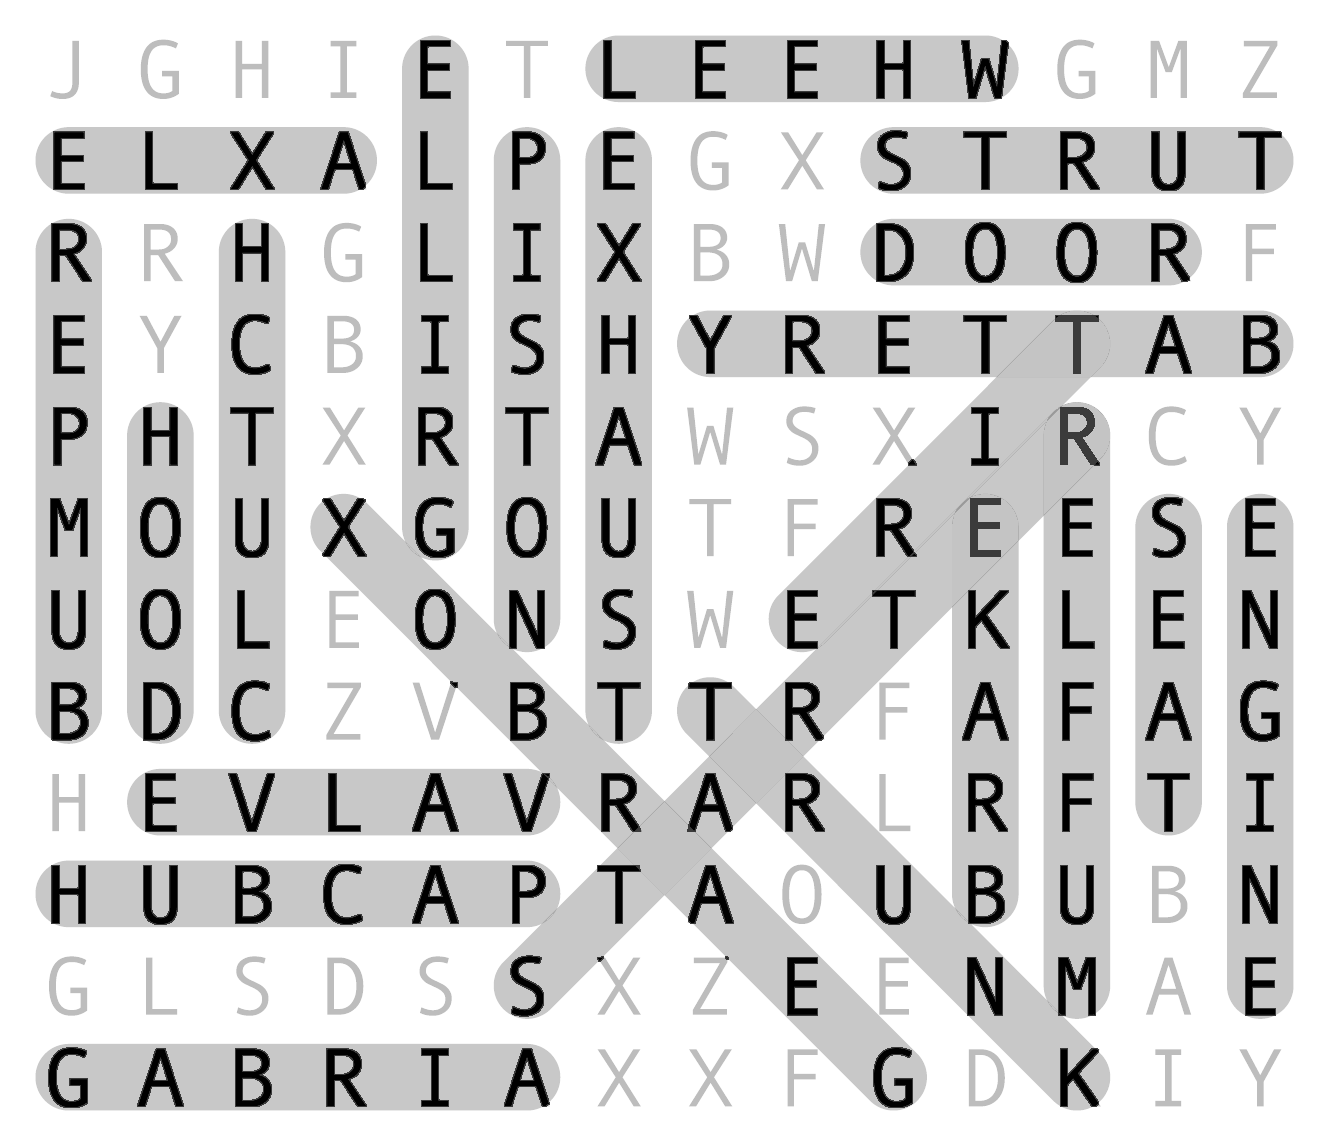 J G H I E T L E E H W G M Z
E L X A L P E G X S T R U T
R R H G L I X B W D O O R F
E Y C B I S H Y R E T T A B
P H T X R T A W S X I R C Y
M O U X G O U T F R E E S E
U O L E O N S W E T K L E N
B D C Z V B T T R F A F A G
H E V L A V R A R L R F T I
H U B C A P T A O U B U B N
G L S D S S X Z E E N M A E
G A B R I A X X F G D K I Y